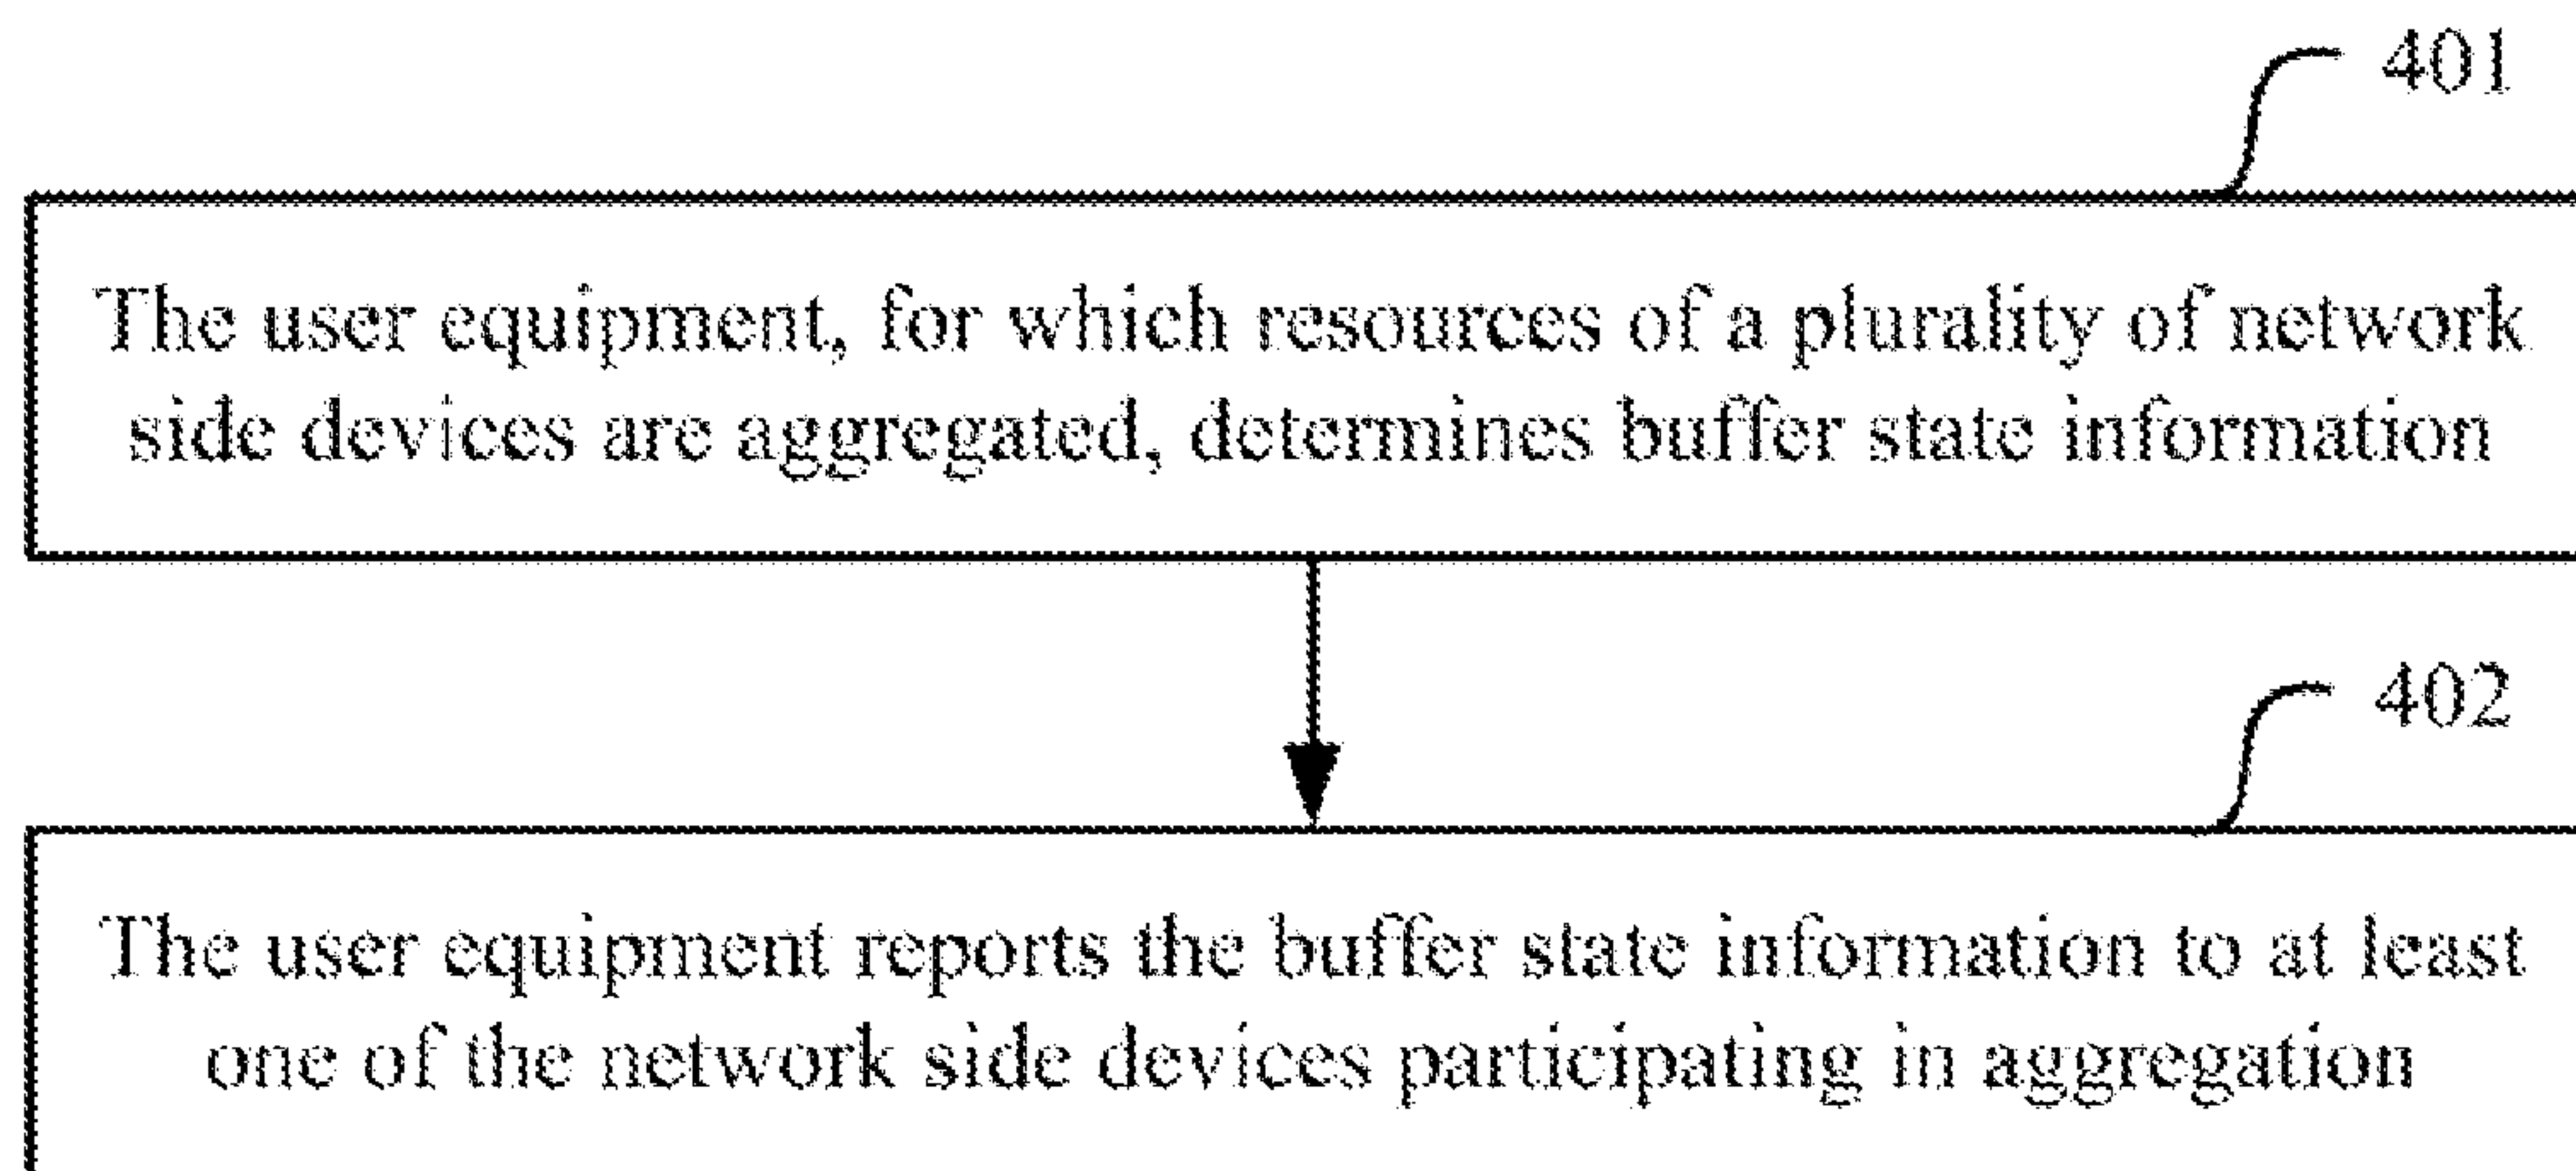 401
The user equipment, for which resources of a plurality of network
side devices are aggregated, determines buffer state information
402
The user equipment reports the buffer state information to at least
one of the network side devices participating in aggregation